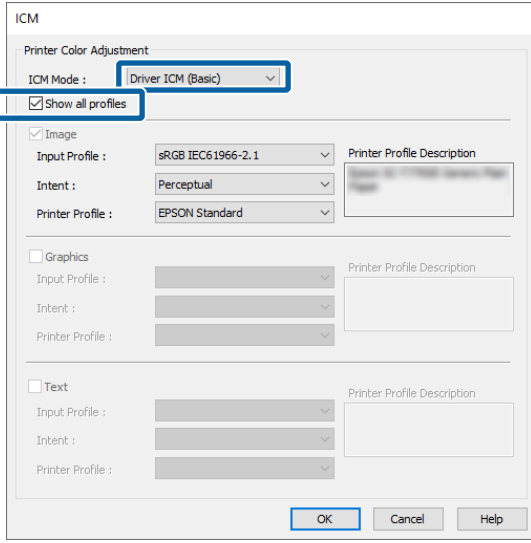 ICM
Printer Color Adjustment
ICM Mode : Driver ICM (Basic)
Show all profiles
Image
Input Profile : sRGB IEC61966-2.1 Printer Profile Description
Intent : Perceptual
Printer Profile : EPSON Standard
Graphics
Input Profile : Printer Profile Description
Intent :
Printer Profile :
Text
Input Profile : Printer Profile Description
Intent :
Printer Profile :
OK Cancel Help